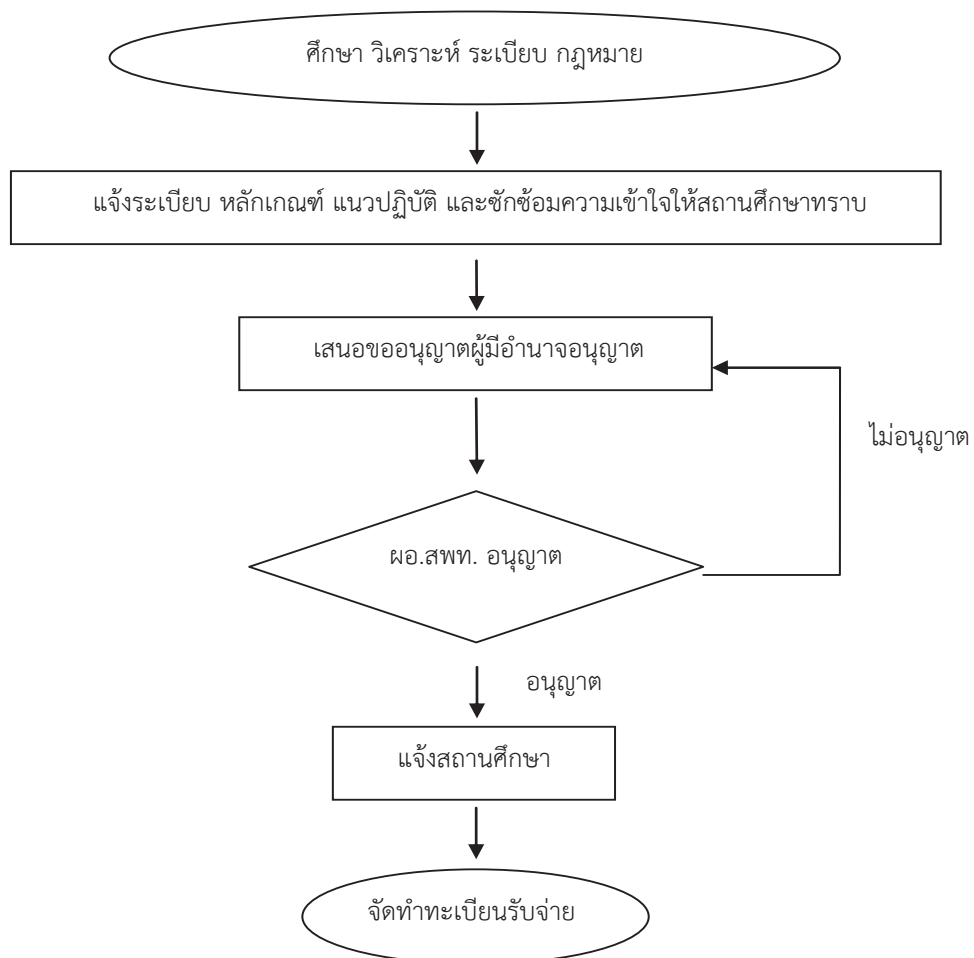 ศึกษา วิเคราะห์ ระเบียบ กฎหมาย
แจ้งระเบียบ หลักเกณฑ์ แนวปฏิบัติ และซักซ้อมความเข้าใจให้สถานศึกษาทราบ
เสนอขออนุญาตผู้มีอำนาจอนุญาต
ไม่อนุญาต
ผอ.สพท. อนุญาต
อนุญาต
แจ้งสถานศึกษา
จัดทำทะเบียนรับจ่าย